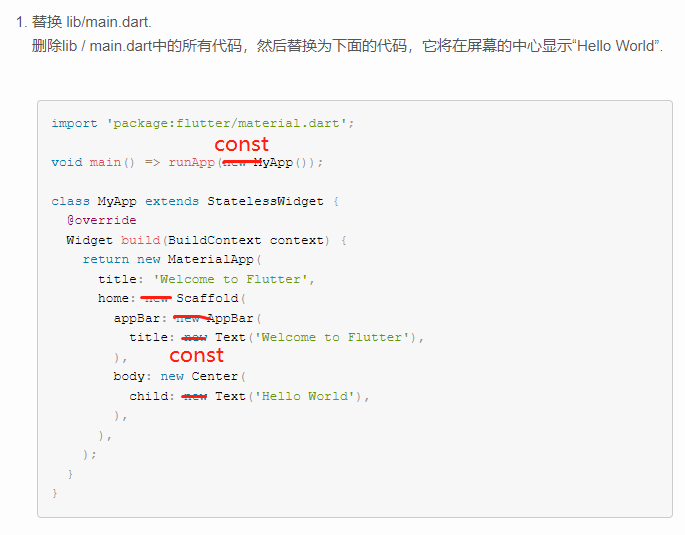 1. 替换 lib/main.dart.
删除lib / main.dart中的所有代码，然后替换为下面的代码，它将在屏幕的中心显示“Hello World”.
import 'package:flutter/material.dart';
const
void main() => runApp(new MyApp());
class MyApp extends StatelessWidget {
@override
Widget build(BuildContext context) {
return new MaterialApp(
title: 'Welcome to Flutter',
home: new Scaffold(
appBar: new AppBar(
title: new Text('Welcome to Flutter'),
),
const
body: new Center(
child: new Text('Hello World'),
),
),
);
}
}